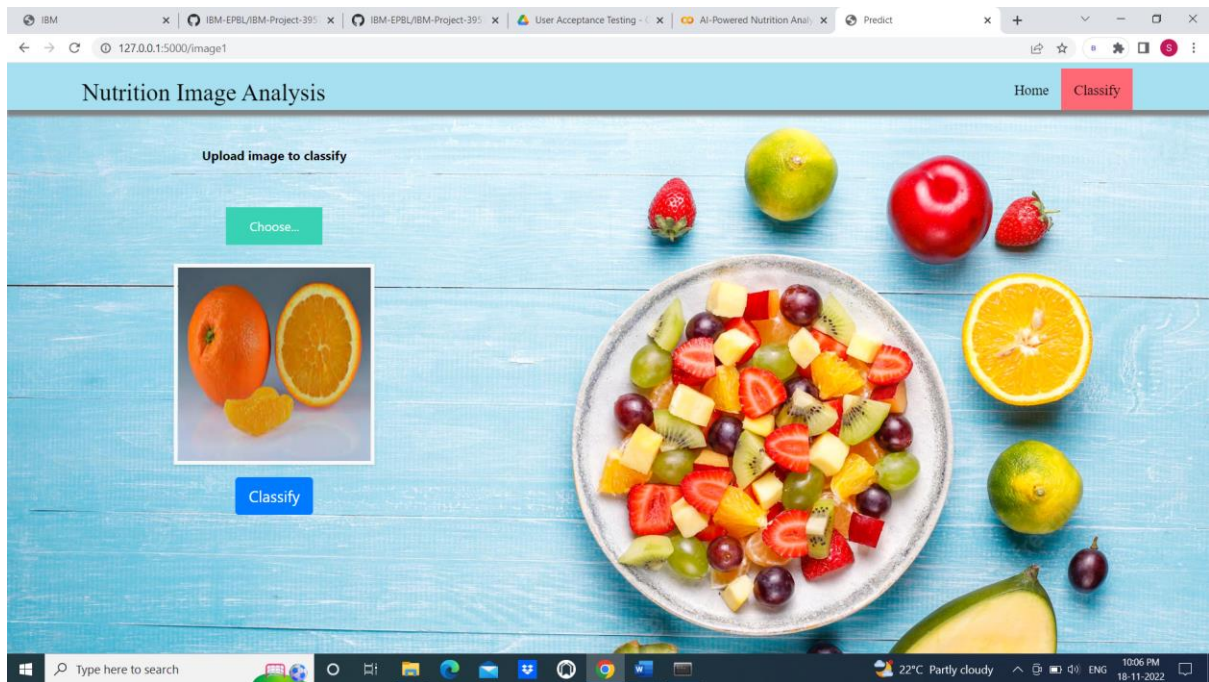 IBM
IBM-EPBL/IBM-Project-395
IBM-EPBL/IBM-Project-395
User Acceptance Testing -
AI-Powered Nutrition Analy
Predict
127.0.0.1:5000/image1
B
S
Nutrition Image Analysis
Home
Classify
Upload image to classify
Choose...
Classify
Type here to search
W
22°C Partly cloudy
ENG
10:06 PM
18-11-2022